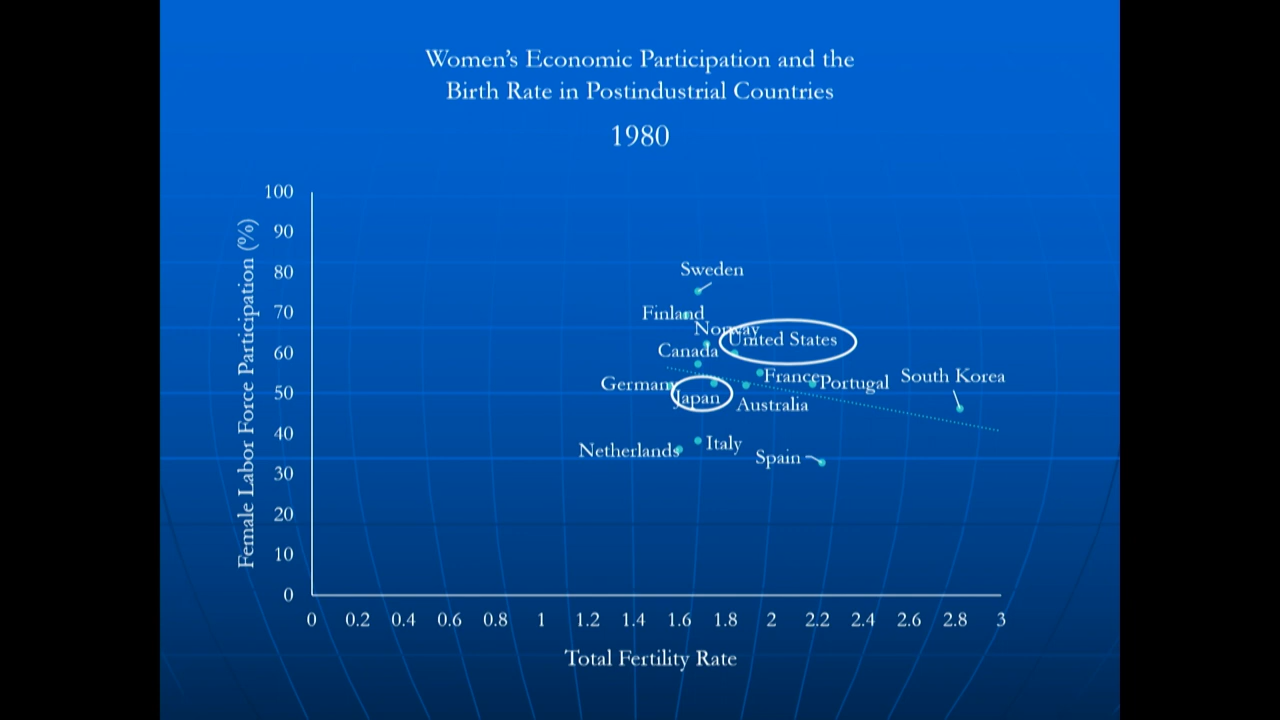 Women's Economic Participation and the
Birth Rate in Postindustrial Countries
1980
Female Labor Force Participation (%)
100
90
80
70
60
50
40
30
20
10
0
Sweden
Finland
Norway
United States
Canada
France
Portugal
South Korea
Germany
Japan
Australia
Netherlands
Italy
Spain
0 0.2 0.4 0.6 0.8 1 1.2 1.4 1.6 1.8 2 2.2 2.4 2.6 2.8 3
Total Fertility Rate